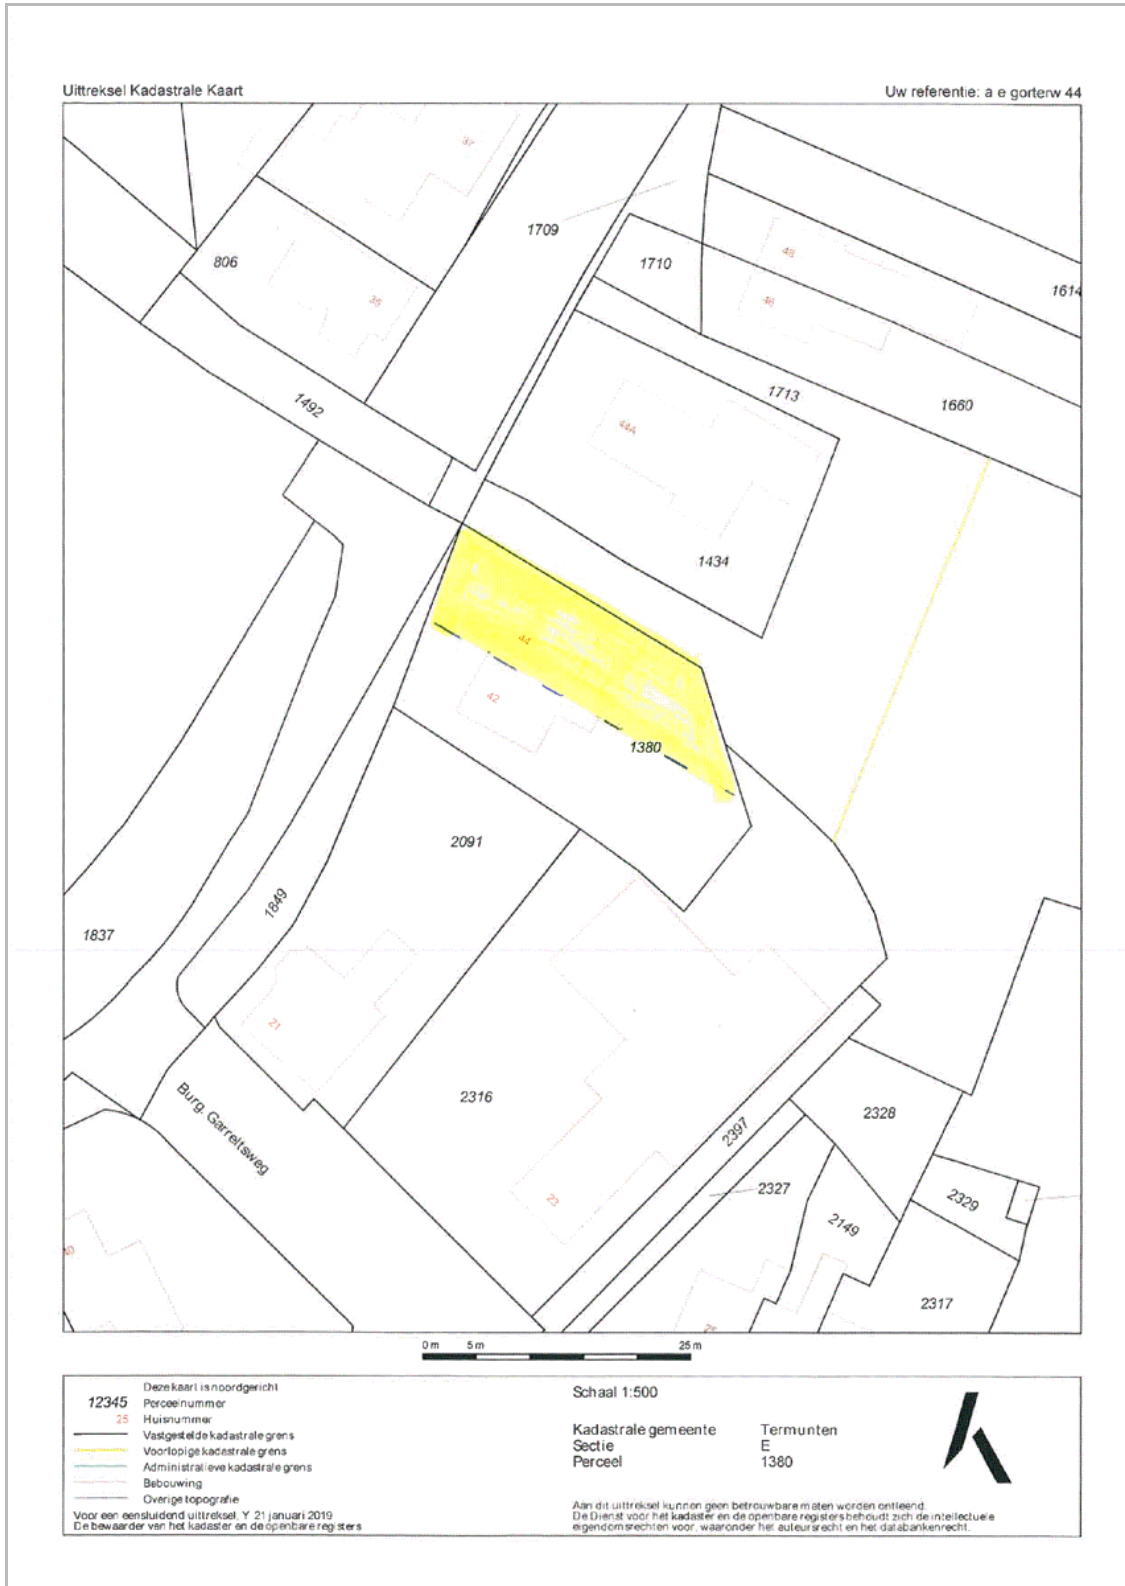 Uittreksel Kadastrale Kaart
Uw referentie: a e gorterw 44
37
1709
806
1710
48
1614
35
46
1492
1713
1660
44A
1434
44
42
1380
2091
1849
1837
21
2316
Burg. Garreltsweg
2328
2397
2327
2329
2149
23
2317
0 m 5 m 25 m
Deze kaart is noordgericht
12345 Perceelnummer
25 Huisnummer
Vastgestelde kadastrale grens
Voorlopige kadastrale grens
Administratieve kadastrale grens
Bebouwing
Overige topografie
Voor een eensluidend uittreksel, Y 21 januari 2019
De bewaarder van het kadaster en de openbare registers
Schaal 1:500
Kadastrale gemeente Termunten
Sectie E
Perceel 1380
Aan dit uittreksel kunnen geen betrouwbare maten worden ontleend.
De Dienst voor het kadaster en de openbare registers behoudt zich de intellectuele
eigendomsrechten voor, waaronder het auteursrecht en het databankenrecht.